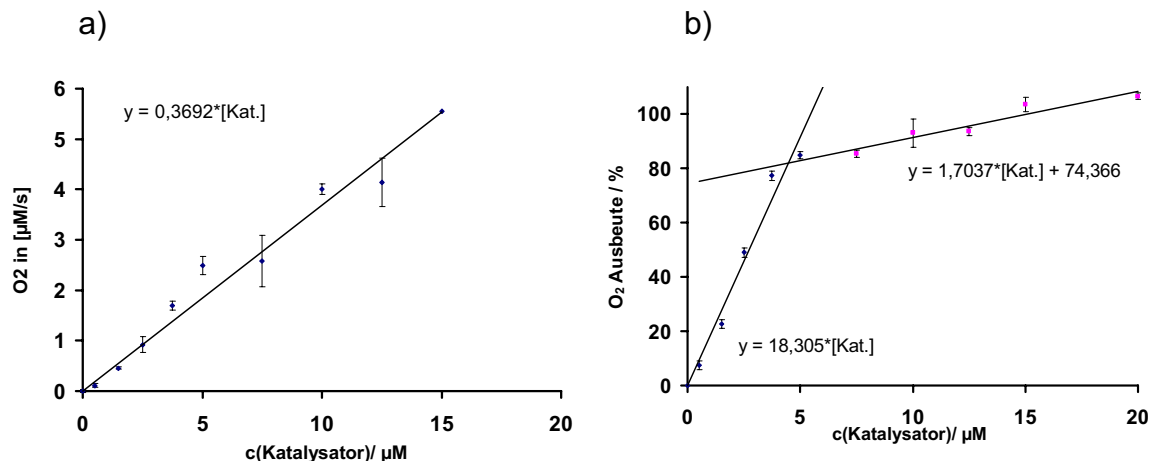 a)
O2 in [µM/s]
6
5
4
3
2
1
0
y = 0,3692*[Kat.]
0 5 10 15 20
c(Katalysator)/ µM
b)
O₂ Ausbeute / %
100
80
60
40
20
0
y = 1,7037*[Kat.] + 74,366
y = 18,305*[Kat.]
0 5 10 15 20
c(Katalysator)/ µM